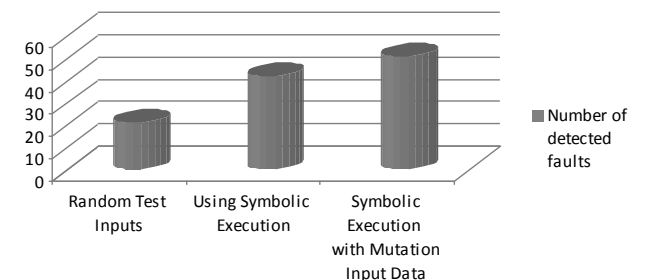 60
50
40
30
20
10
0
Random Test
Inputs
Using Symbolic
Execution
Symbolic
Execution
with Mutation
Input Data
Number of
detected
faults